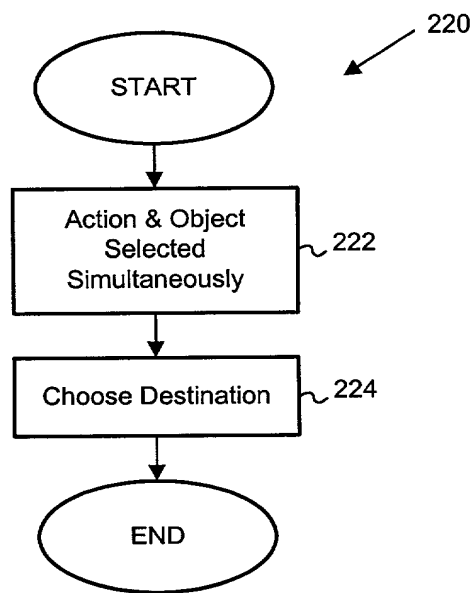 220
START
Action & Object
Selected
Simultaneously
222
Choose Destination
224
END